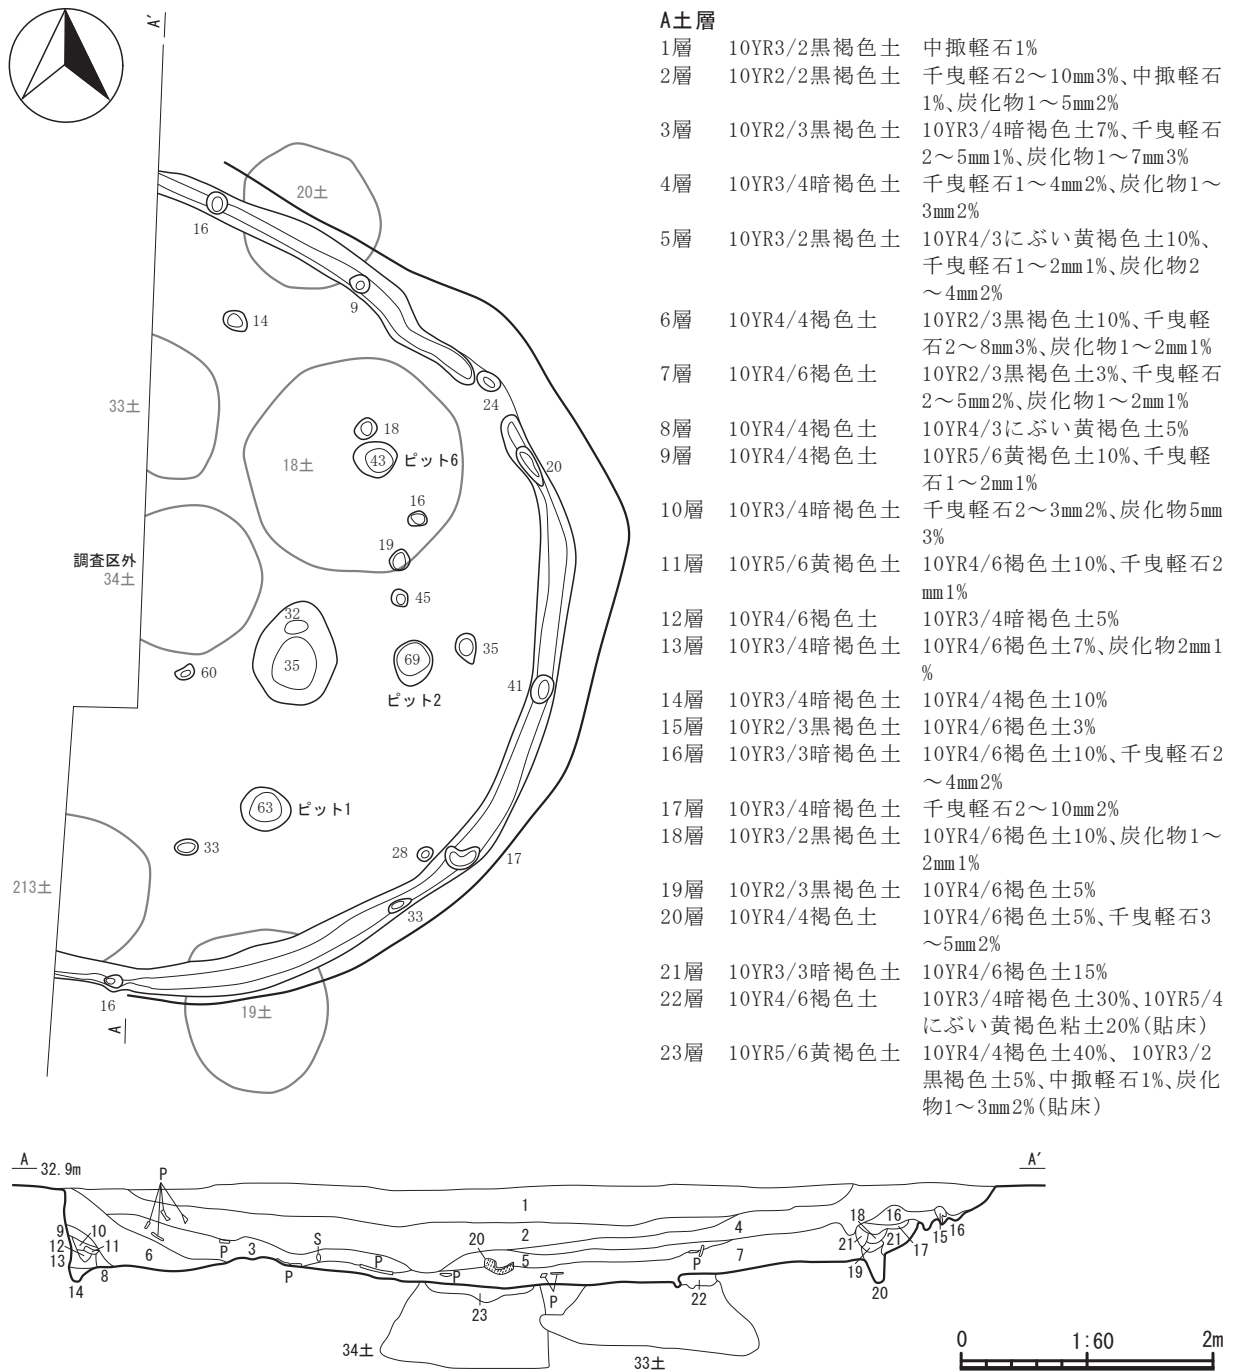 A'
20土
16
9
14
24
33土
18
43 ピット6
18土
20
16
19
調査区外
34土
45
32
35
69
35
60
41
ピット2
63 ピット1
33
28
17
213土
33
16
19土
A
A土層
1層 10YR3/2黒褐色土 中掫軽石1%
2層 10YR2/2黒褐色土 千曳軽石2～10mm3%、中掫軽石
1%、炭化物1～5mm2%
3層 10YR2/3黒褐色土 10YR3/4暗褐色土7%、千曳軽石
2～5mm1%、炭化物1～7mm3%
4層 10YR3/4暗褐色土 千曳軽石1～4mm2%、炭化物1～
3mm2%
5層 10YR3/2黒褐色土 10YR4/3にぶい黄褐色土10%、
千曳軽石1～2mm1%、炭化物2
～4mm2%
6層 10YR4/4褐色土 10YR2/3黒褐色土10%、千曳軽
石2～8mm3%、炭化物1～2mm1%
7層 10YR4/6褐色土 10YR2/3黒褐色土3%、千曳軽石
2～5mm2%、炭化物1～2mm1%
8層 10YR4/4褐色土 10YR4/3にぶい黄褐色土5%
9層 10YR4/4褐色土 10YR5/6黄褐色土10%、千曳軽
石1～2mm1%
10層 10YR3/4暗褐色土 千曳軽石2～3mm2%、炭化物5mm
3%
11層 10YR5/6黄褐色土 10YR4/6褐色土10%、千曳軽石2
mm1%
12層 10YR4/6褐色土 10YR3/4暗褐色土5%
13層 10YR3/4暗褐色土 10YR4/6褐色土7%、炭化物2mm1
%
14層 10YR3/4暗褐色土 10YR4/4褐色土10%
15層 10YR2/3黒褐色土 10YR4/6褐色土3%
16層 10YR3/3暗褐色土 10YR4/6褐色土10%、千曳軽石2
～4mm2%
17層 10YR3/4暗褐色土 千曳軽石2～10mm2%
18層 10YR3/2黒褐色土 10YR4/6褐色土10%、炭化物1～
2mm1%
19層 10YR2/3黒褐色土 10YR4/6褐色土5%
20層 10YR4/4褐色土 10YR4/6褐色土5%、千曳軽石3
～5mm2%
21層 10YR3/3暗褐色土 10YR4/6褐色土15%
22層 10YR4/6褐色土 10YR3/4暗褐色土30%、10YR5/4
にぶい黄褐色粘土20%(貼床)
23層 10YR5/6黄褐色土 10YR4/4褐色土40%、10YR3/2
黒褐色土5%、中掫軽石1%、炭化
物1～3mm2%(貼床)
A 32.9m
A'
P
1
2
4
18 16
9 10
6
P
3
S
20
5
P
7
21 21
17
15
16
12 11
13
8
14
P
P
P
P
22
19
20
23
34土
33土
0 1:60 2m